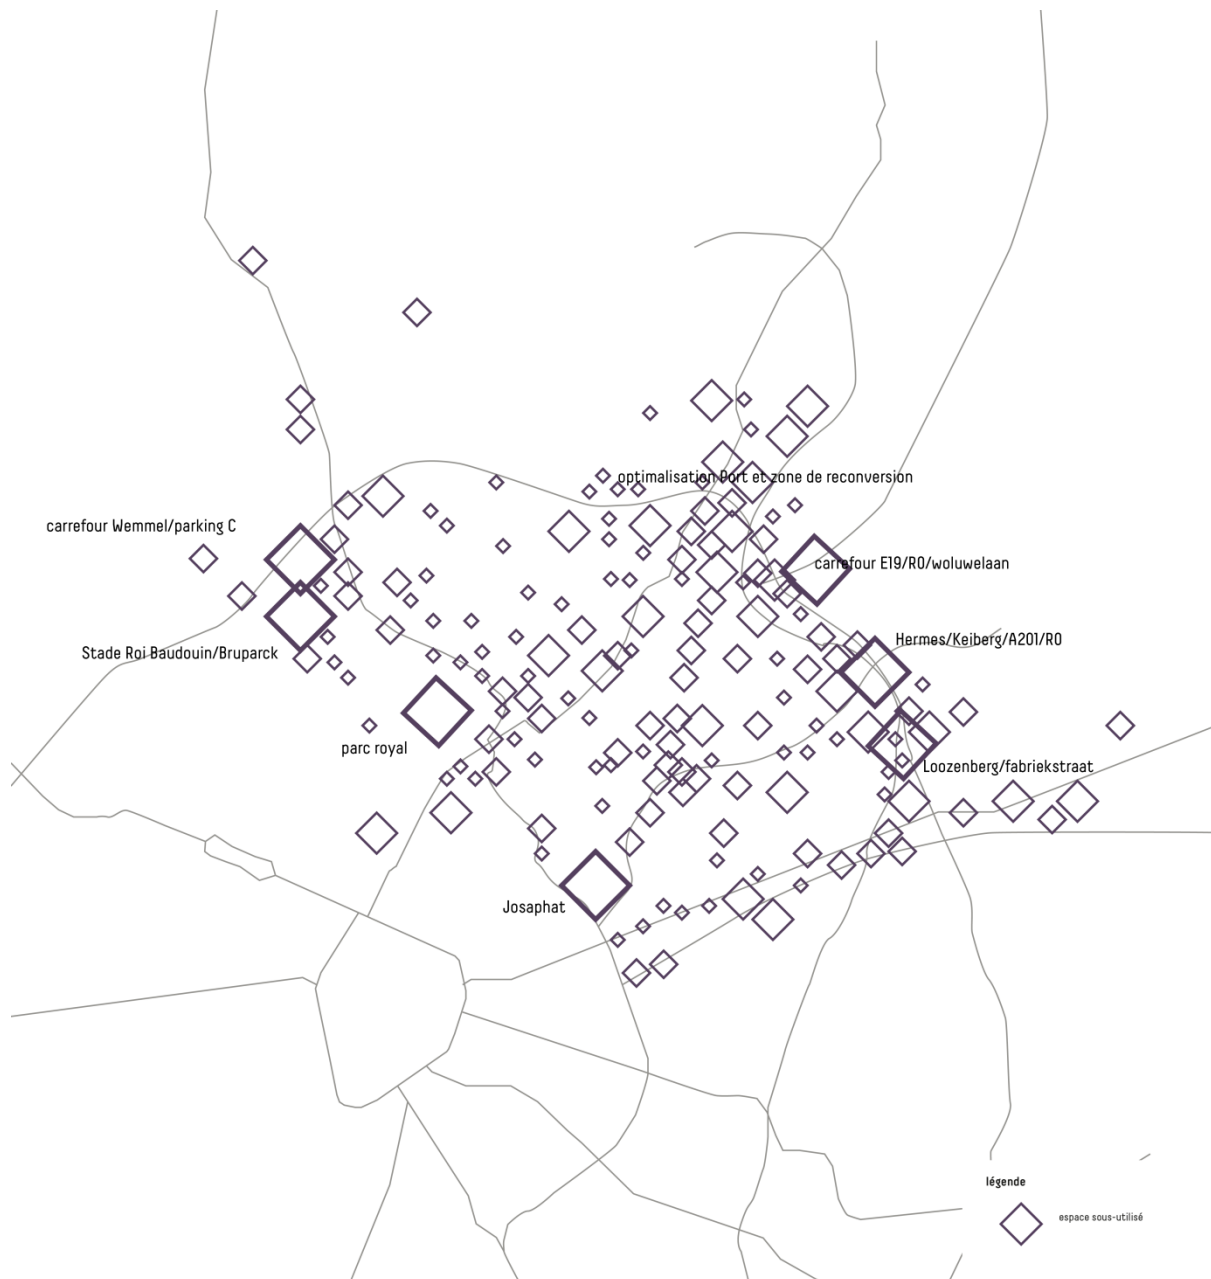 optimalisation Port et zone de reconversion
carrefour Wemmel/parking C
carrefour E19/R0/woluwelaan
Hermes/Keiberg/A201/R0
Stade Roi Baudouin/Bruparck
parc royal
Loozenberg/fabriekstraat
Josaphat
légende
espace sous-utilisé